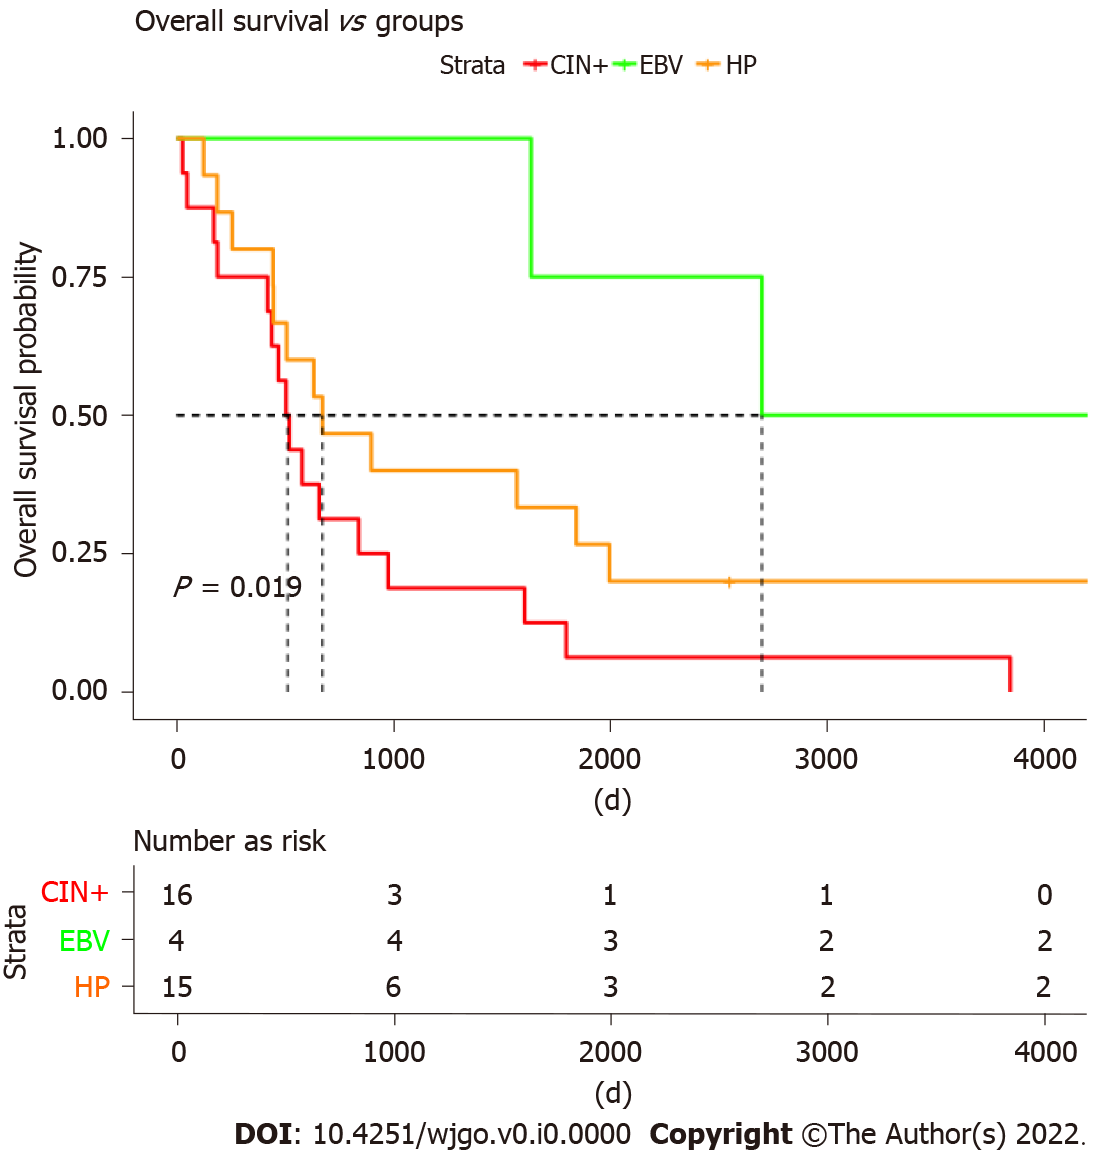 Overall survival vs groups
Strata CIN+ EBV HP
1.00
0.75
0.50
0.25
0.00
Overall survisal probability
P = 0.019
0 1000 2000 3000 4000
(d)
Number as risk
Strata
CIN+ 16 3 1 1 0
EBV 4 4 3 2 2
HP 15 6 3 2 2
0 1000 2000 3000 4000
(d)
DOI: 10.4251/wjgo.v0.i0.0000 Copyright ©The Author(s) 2022.